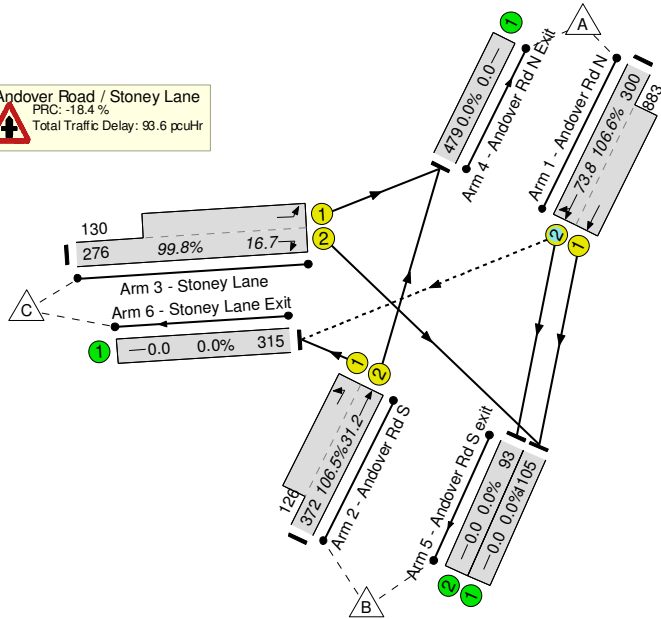 Andover Road / Stoney Lane
PRC: -18.4 %
Total Traffic Delay: 93.6 pcuHr
A
1
479 0.0% 0.0
Arm 4 - Andover Rd N Exit
Arm 1 - Andover Rd N
73.8 106.6% 300
883
2
1
130
276 99.8% 16.7
1
2
Arm 3 - Stoney Lane
C
Arm 6 - Stoney Lane Exit
1
0.0 0.0% 315
1
2
126
372 106.5% 31.2
Arm 2 - Andover Rd S
B
Arm 5 - Andover Rd S exit
0.0 0.0% 93
0.0 0.0% 1105
2
1